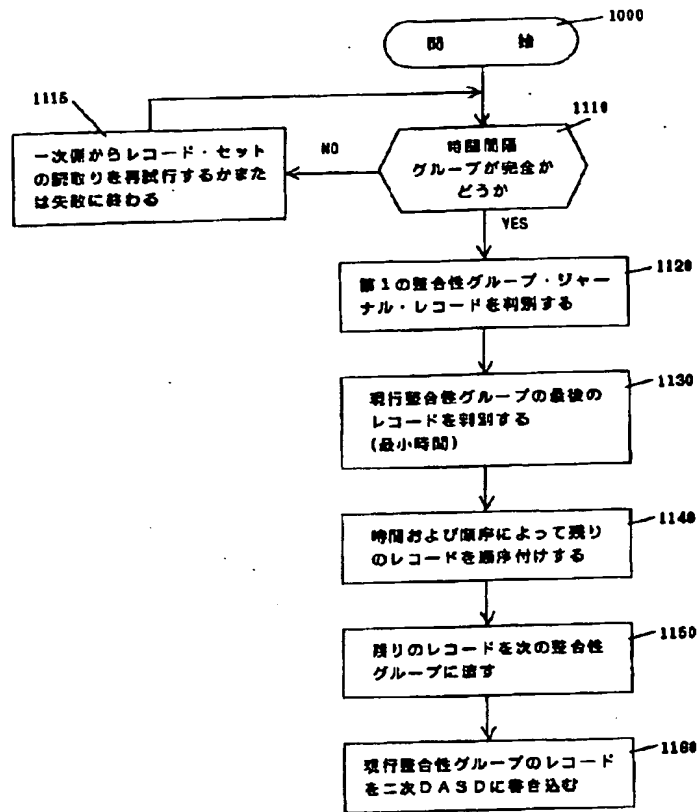 1000
開 始
1115
1110
一次側からレコード・セット
の読取りを再試行するかまた
は失敗に終わる
NO
時間間隔
グループが完全か
どうか
YES
1120
第1の整合性グループ・ジャー
ナル・レコードを判別する
1130
現行整合性グループの最後の
レコードを判別する
(最小時間)
1140
時間および順序によって残り
のレコードを順序付けする
1150
残りのレコードを次の整合性
グループに渡す
1160
現行整合性グループのレコード
を二次DASDに書き込む